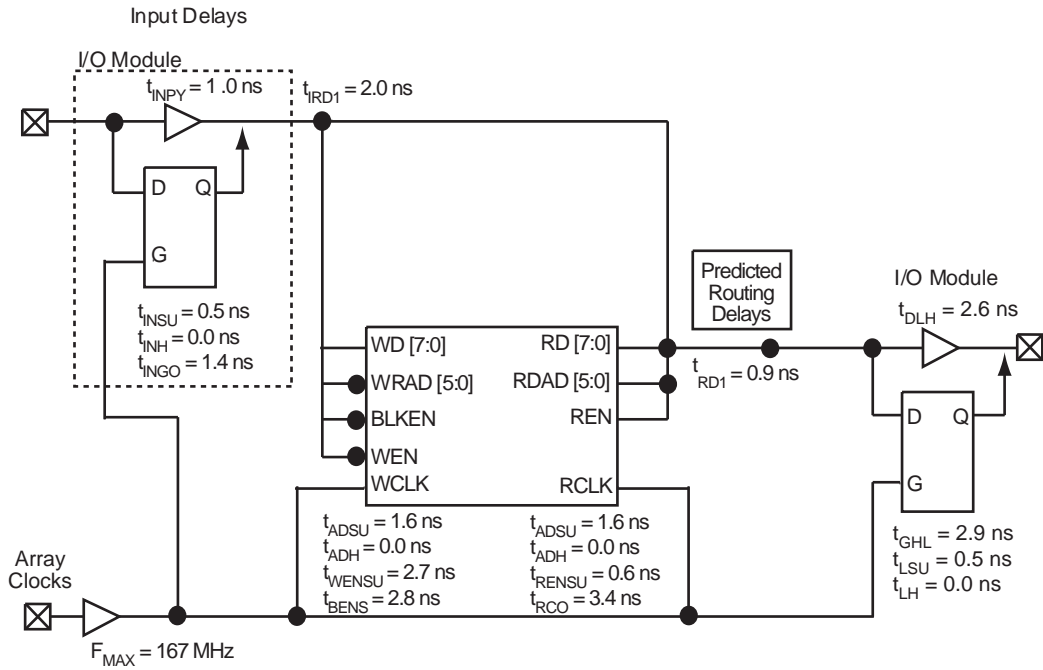 Input Delays
I/O Module
tINPY = 1 .0 ns
tIRD1 = 2.0 ns
D
Q
G
tINSU = 0.5 ns
tINH = 0.0 ns
tINGO = 1.4 ns
Predicted
Routing
Delays
I/O Module
tDLH = 2.6 ns
WD [7:0]
RD [7:0]
WRAD [5:0]
RDAD [5:0]
BLKEN
REN
WEN
WCLK
RCLK
tRD1 = 0.9 ns
D
Q
G
tADSU = 1.6 ns
tADH = 0.0 ns
tWENSU = 2.7 ns
tBENS = 2.8 ns
tADSU = 1.6 ns
tADH = 0.0 ns
tRENSU = 0.6 ns
tRCO = 3.4 ns
tGHL = 2.9 ns
tLSU = 0.5 ns
tLH = 0.0 ns
Array
Clocks
FMAX = 167 MHz